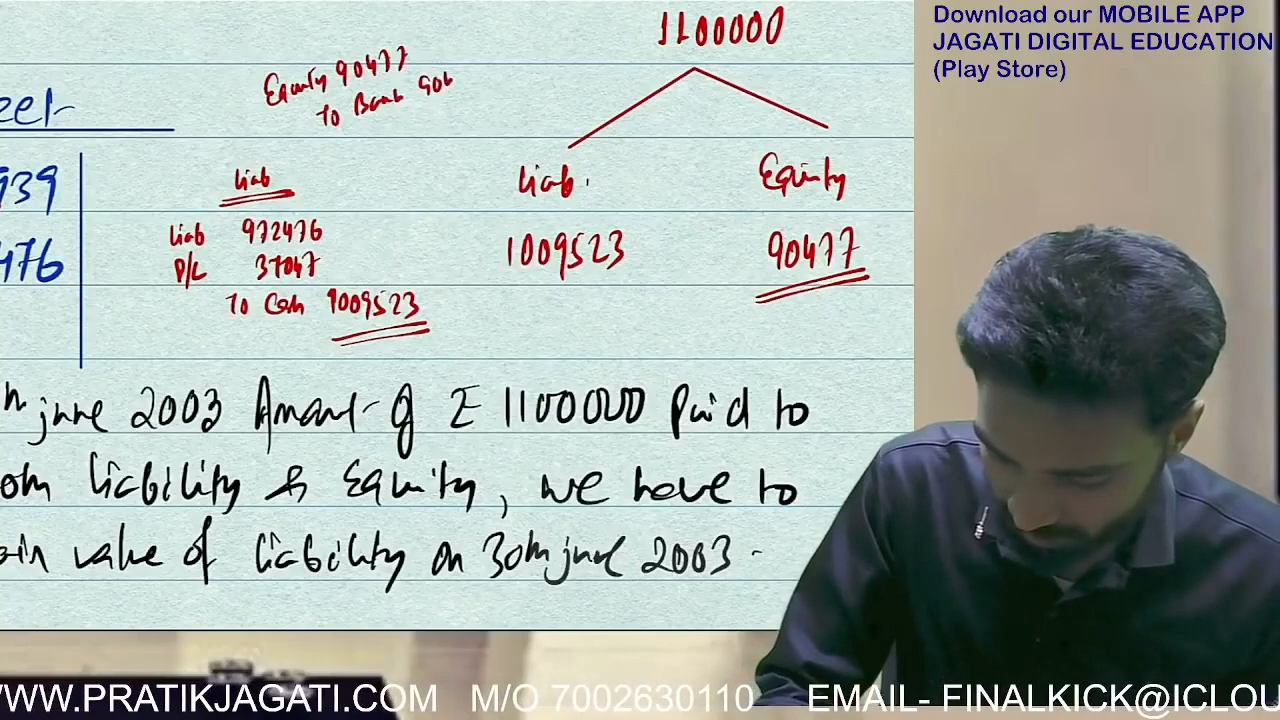 Download our MOBILE APP
JAGATI DIGITAL EDUCATION
(Play Store)
1100000
Equity 90477
To Bank 904
eet
939
476
Liab
Liab 972476
P/L 37047
To Cash 1009523
Liab.
Equity
1009523
90477
june 2003 Amount of ₹ 1100000 paid to
liability & Equity, we have to
value of liability on 30th june 2003
WWW.PRATIKJAGATI.COM M/O 7002630110 EMAIL- FINALKICK@ICLOU